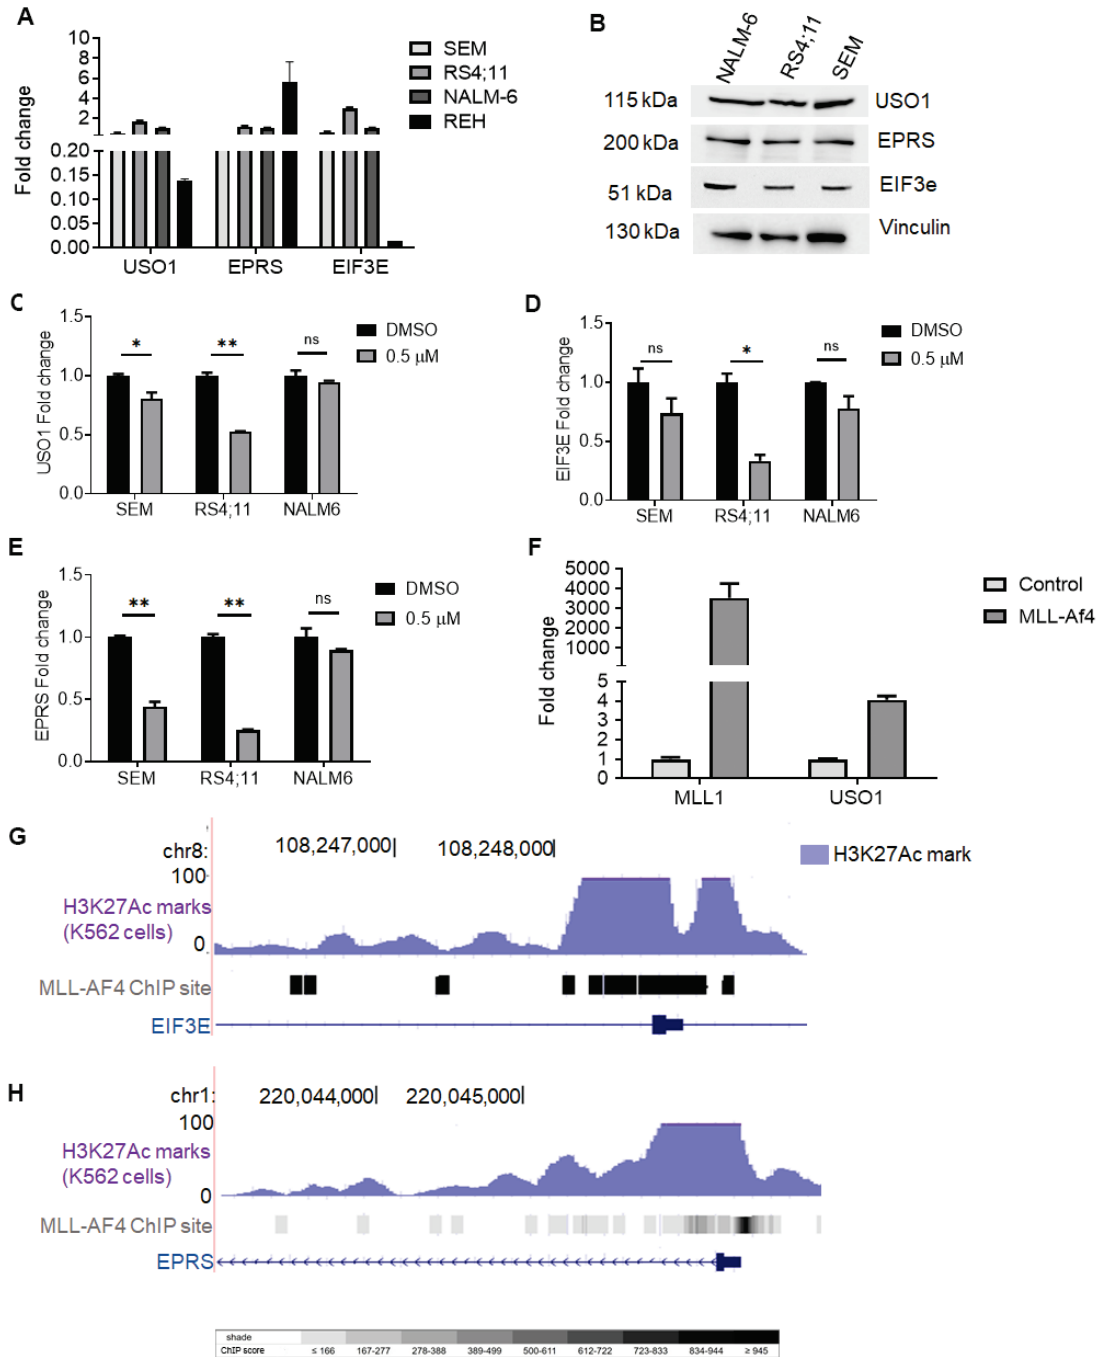 A
10
8
6
4
2
0.20
0.15
0.10
0.05
0.00
Fold change
USO1 EPRS EIF3E
SEM
RS4;11
NALM-6
REH
B
NALM-6 RS4;11 SEM
115 kDa USO1
200 kDa EPRS
51 kDa EIF3e
130 kDa Vinculin
C
1.5
1.0
0.5
0.0
USO1 Fold change
* ** ns
SEM RS4;11 NALM6
DMSO
0.5 μM
D
1.5
1.0
0.5
0.0
EIF3E Fold change
ns * ns
SEM RS4;11 NALM6
DMSO
0.5 μM
E
1.5
1.0
0.5
0.0
EPRS Fold change
** ** ns
SEM RS4;11 NALM6
DMSO
0.5 μM
F
5000
4000
3000
2000
1000
5
4
3
2
1
0
Fold change
MLL1 USO1
Control
MLL-Af4
G
chr8: 108,247,000| 108,248,000|
H3K27Ac mark
100
H3K27Ac marks
(K562 cells)
0
MLL-AF4 ChIP site
EIF3E
H
chr1: 220,044,000| 220,045,000|
100
H3K27Ac marks
(K562 cells)
0
MLL-AF4 ChIP site
EPRS
shade
ChIP score ≤ 166 167-277 278-388 389-499 500-611 612-722 723-833 834-944 ≥ 945